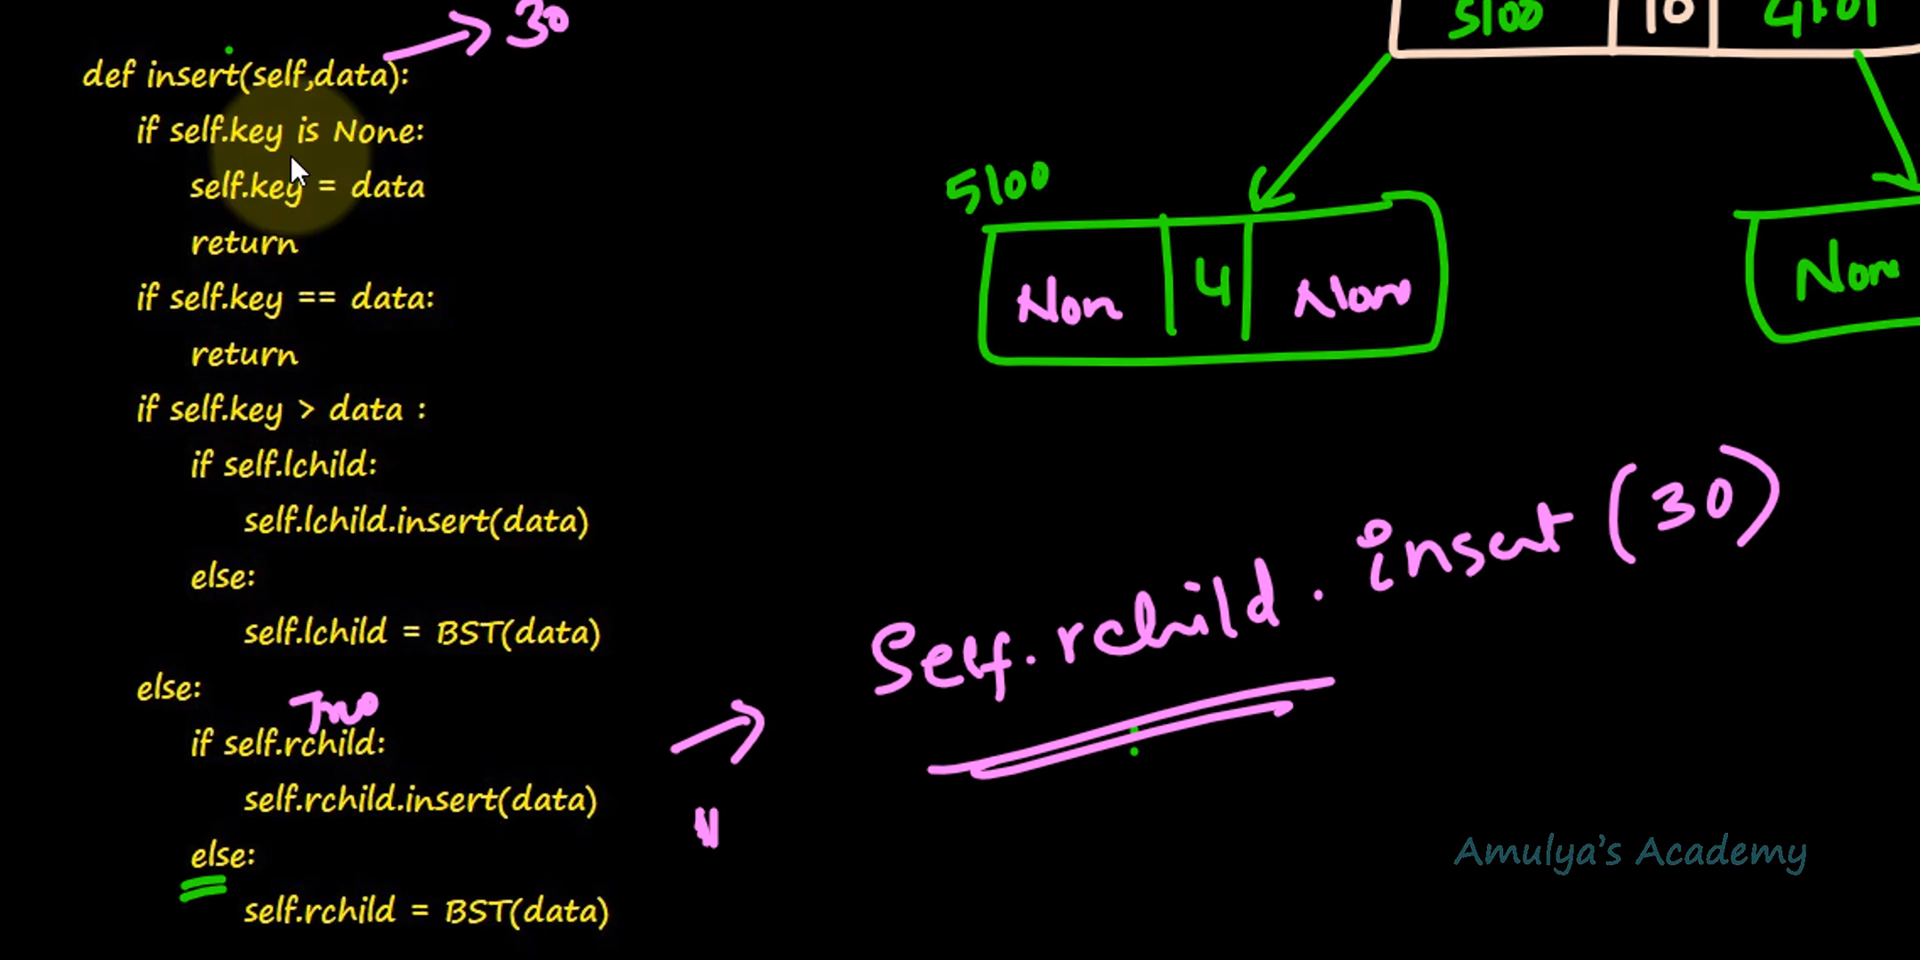 30
def insert(self,data):
if self.key is None:
self.key = data
return
if self.key == data:
return
if self.key > data :
if self.lchild:
self.lchild.insert(data)
else:
self.lchild = BST(data)
else:
True
if self.rchild:
self.rchild.insert(data)
else:
self.rchild = BST(data)
5100 10
5100
Non 4 Non
Non
Self.rchild.insert(30)
Amulya's Academy